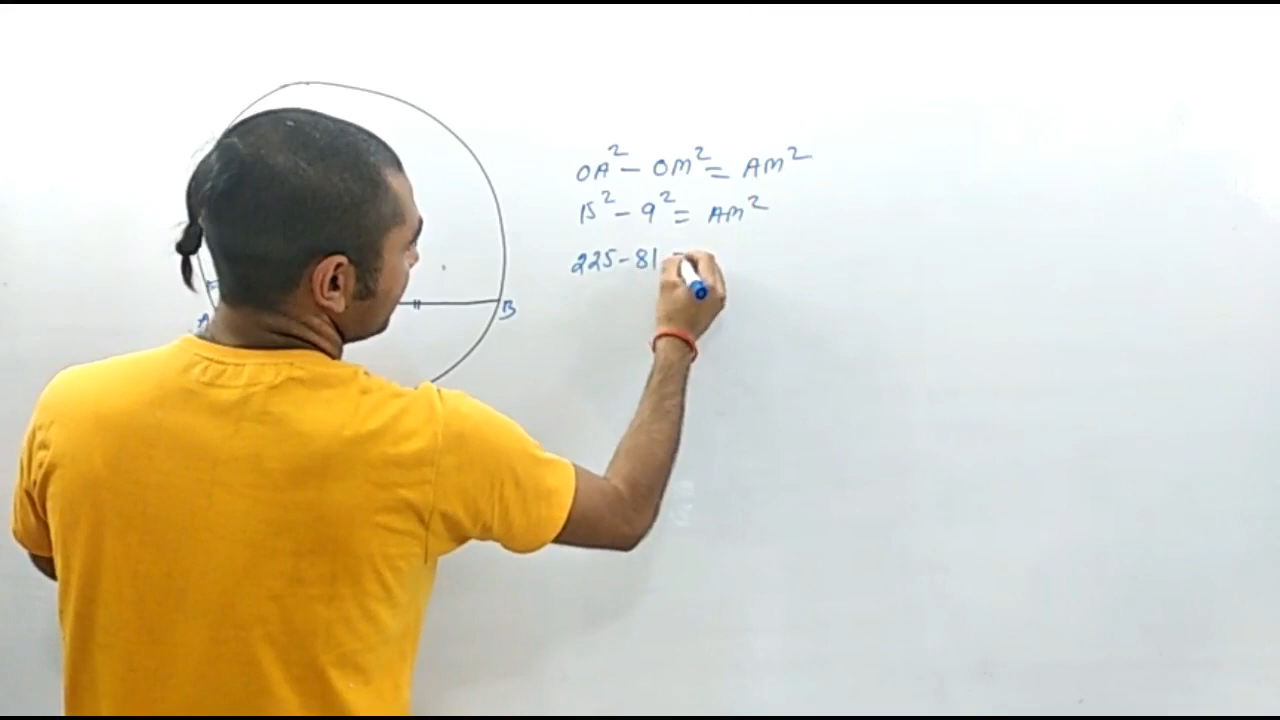 OA² - OM² = AM²
15² - 9² = AM²
225 - 81 =
A
B